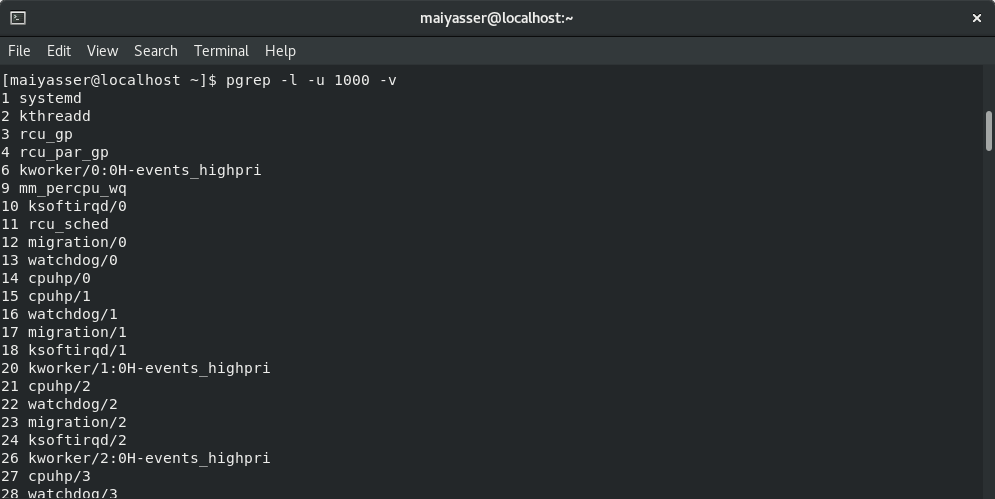 maiyasser@localhost:~
File Edit View Search Terminal Help
[maiyasser@localhost ~]$ pgrep -l -u 1000 -v
1 systemd
2 kthreadd
3 rcu_gp
4 rcu_par_gp
6 kworker/0:0H-events_highpri
9 mm_percpu_wq
10 ksoftirqd/0
11 rcu_sched
12 migration/0
13 watchdog/0
14 cpuhp/0
15 cpuhp/1
16 watchdog/1
17 migration/1
18 ksoftirqd/1
20 kworker/1:0H-events_highpri
21 cpuhp/2
22 watchdog/2
23 migration/2
24 ksoftirqd/2
26 kworker/2:0H-events_highpri
27 cpuhp/3
28 watchdog/3